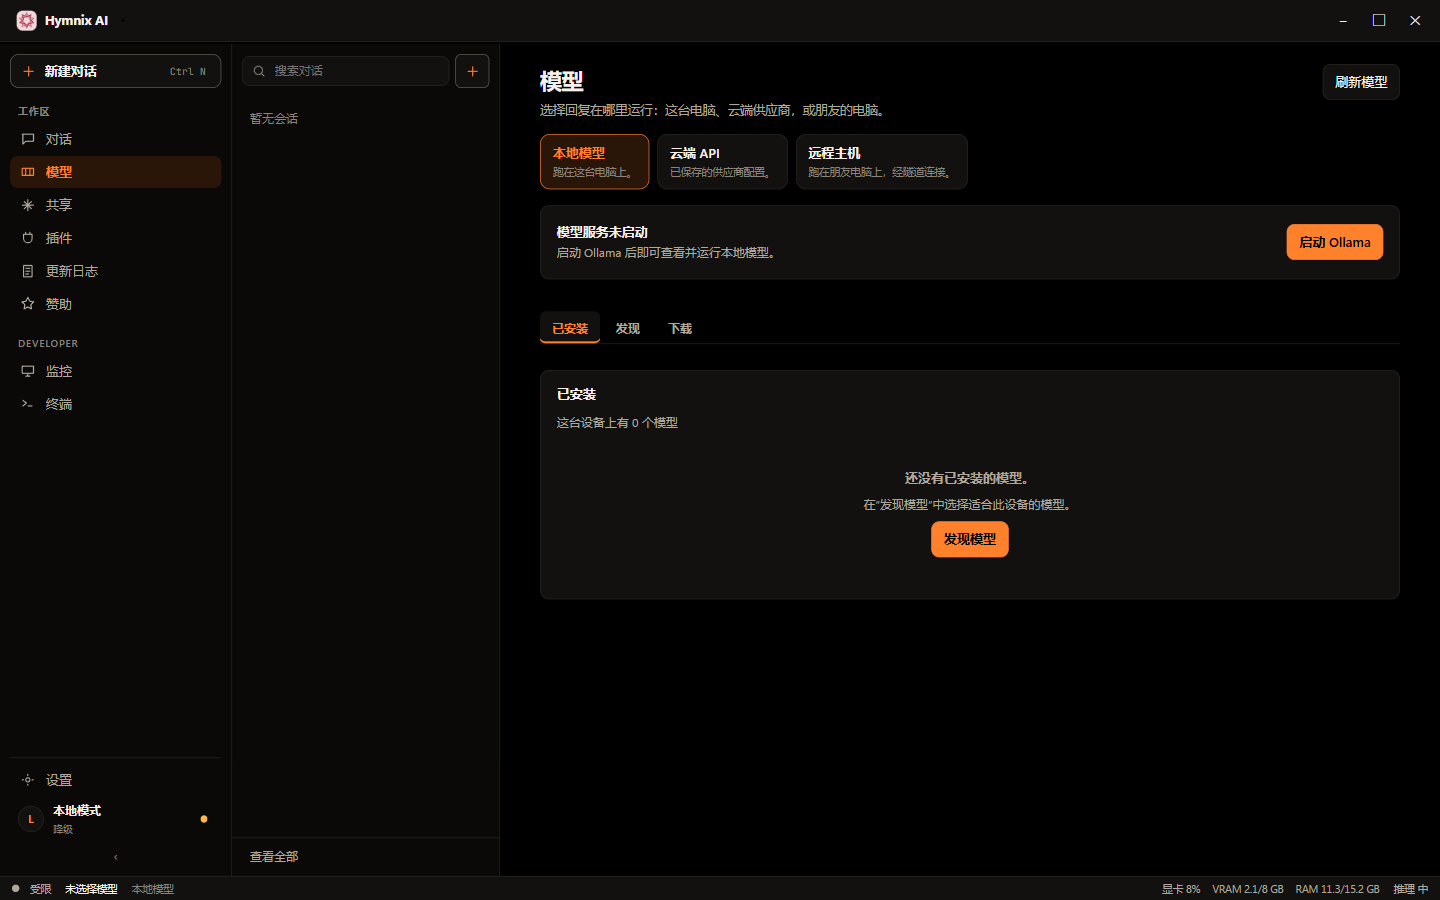 Hymnix AI
新建对话 Ctrl N
工作区
对话
模型
共享
插件
更新日志
赞助
DEVELOPER
监控
终端
设置
L 本地模式
降级
搜索对话
暂无会话
查看全部
模型
选择回复在哪里运行：这台电脑、云端供应商，或朋友的电脑。
刷新模型
本地模型
跑在这台电脑上。
云端 API
已保存的供应商配置。
远程主机
跑在朋友电脑上，经隧道连接。
模型服务未启动
启动 Ollama 后即可查看并运行本地模型。
启动 Ollama
已安装 发现 下载
已安装
这台设备上有 0 个模型
还没有已安装的模型。
在"发现模型"中选择适合此设备的模型。
发现模型
受限 未选择模型 本地模型
显卡 8% VRAM 2.1/8 GB RAM 11.3/15.2 GB 推理 中